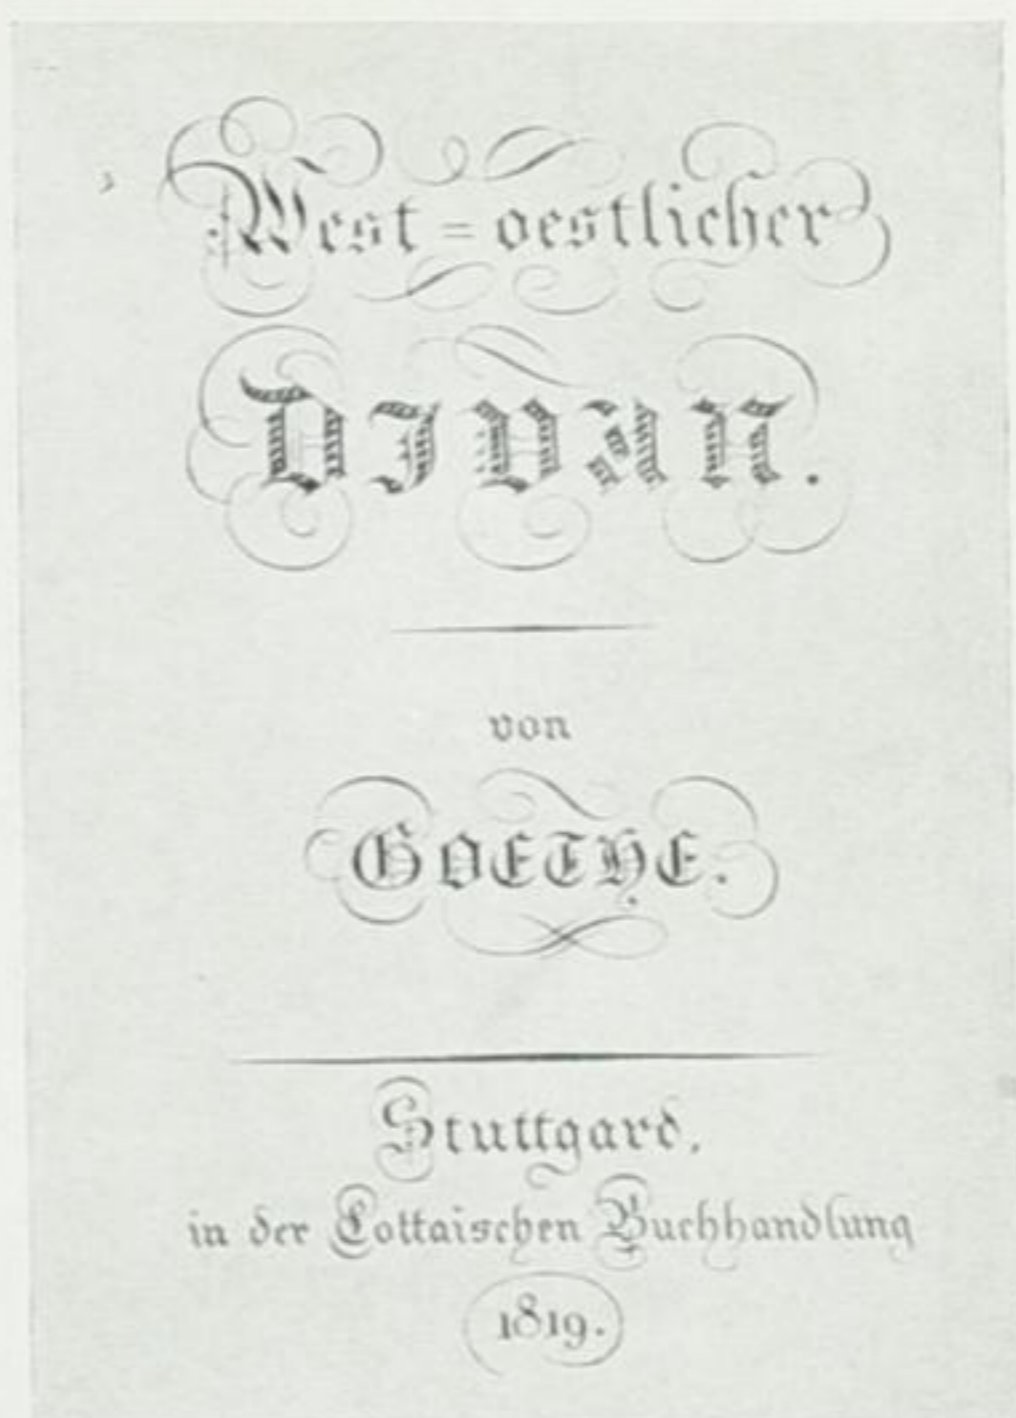 West=oestlicher
DIVAN.
von
GOETHE.
Stuttgard,
in der Cottaischen Buchhandlung
1819.